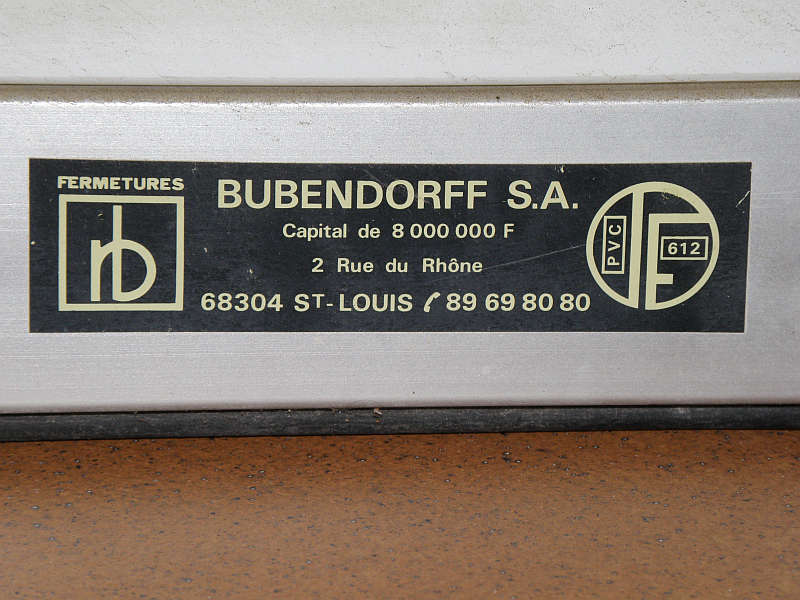 FERMETURES
rb
BUBENDORFF S.A.
Capital de 8 000 000 F
2 Rue du Rhône
68304 ST-LOUIS 89 69 80 80
PVC
612